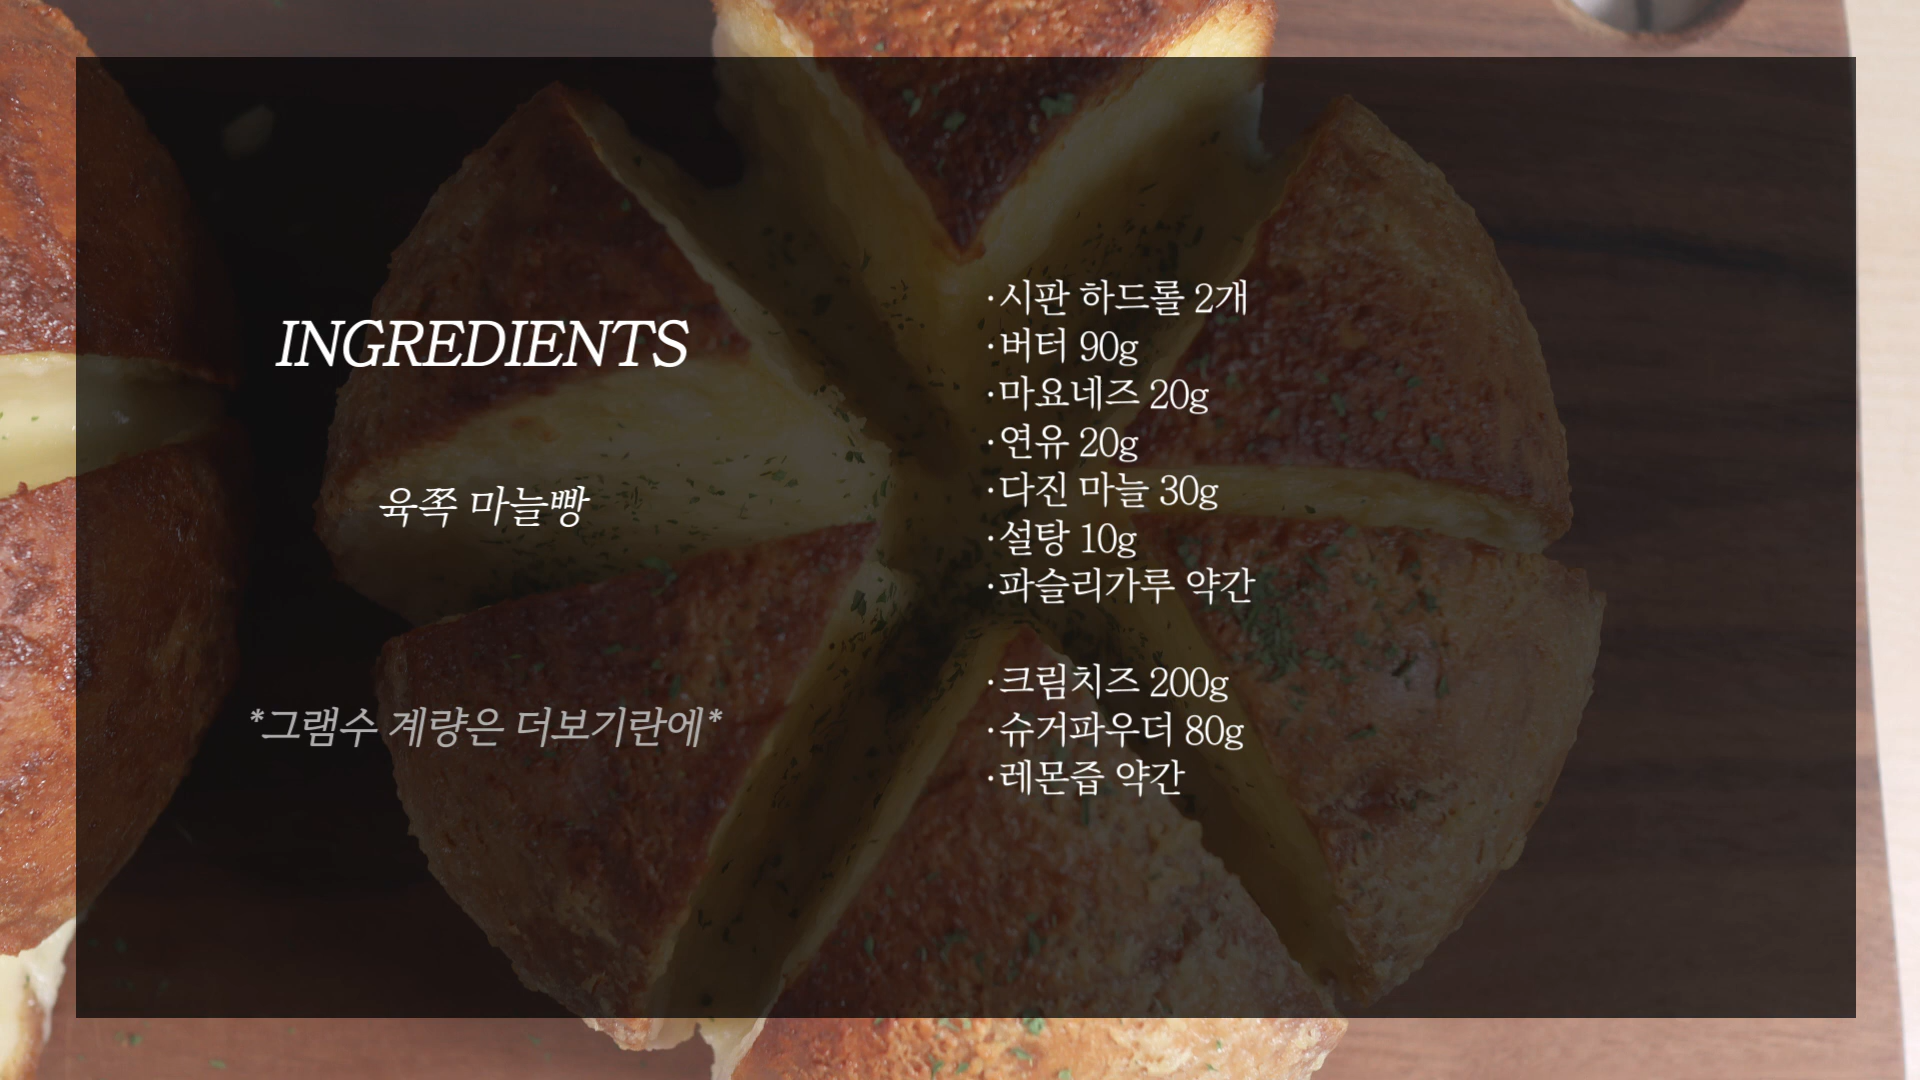 INGREDIENTS
육쪽 마늘빵
*그램수 계량은 더보기란에*
·시판 하드롤 2개
·버터 90g
·마요네즈 20g
·연유 20g
·다진 마늘 30g
·설탕 10g
·파슬리가루 약간
·크림치즈 200g
·슈거파우더 80g
·레몬즙 약간